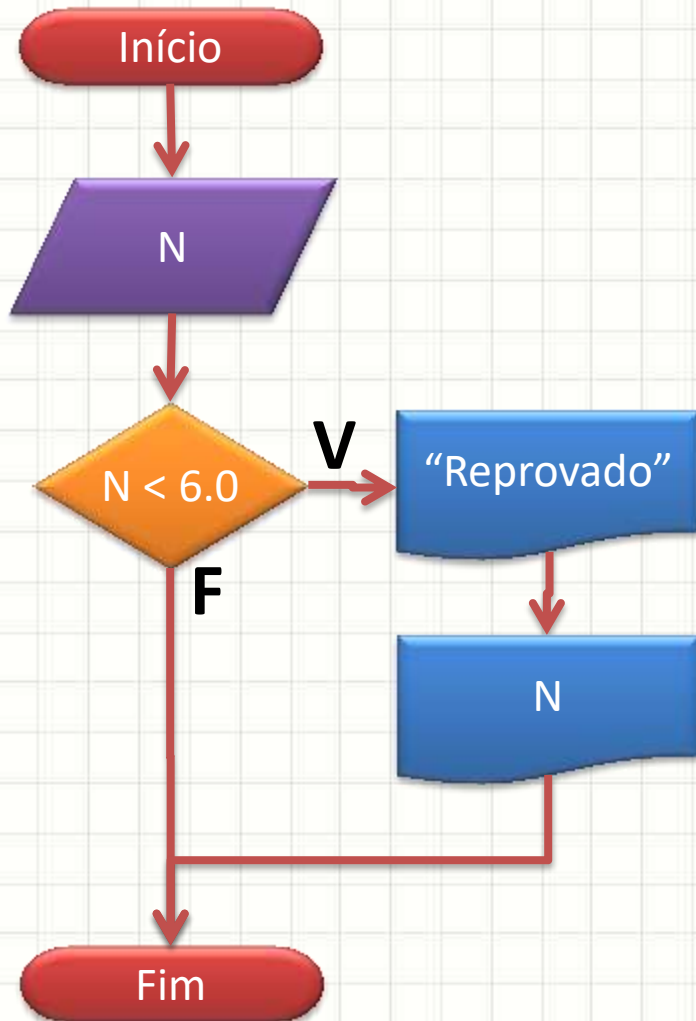 Início
N
N < 6.0
V
“Reprovado”
F
N
Fim